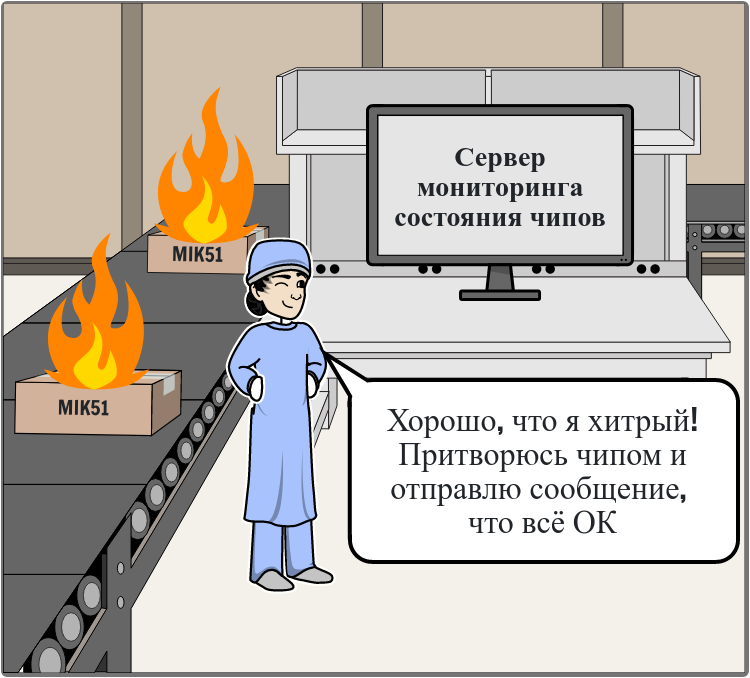 Сервер
мониторинга
состояния чипов
MIK51
MIK51
Хорошо, что я хитрый!
Притворюсь чипом и
отправлю сообщение,
что всё ОК